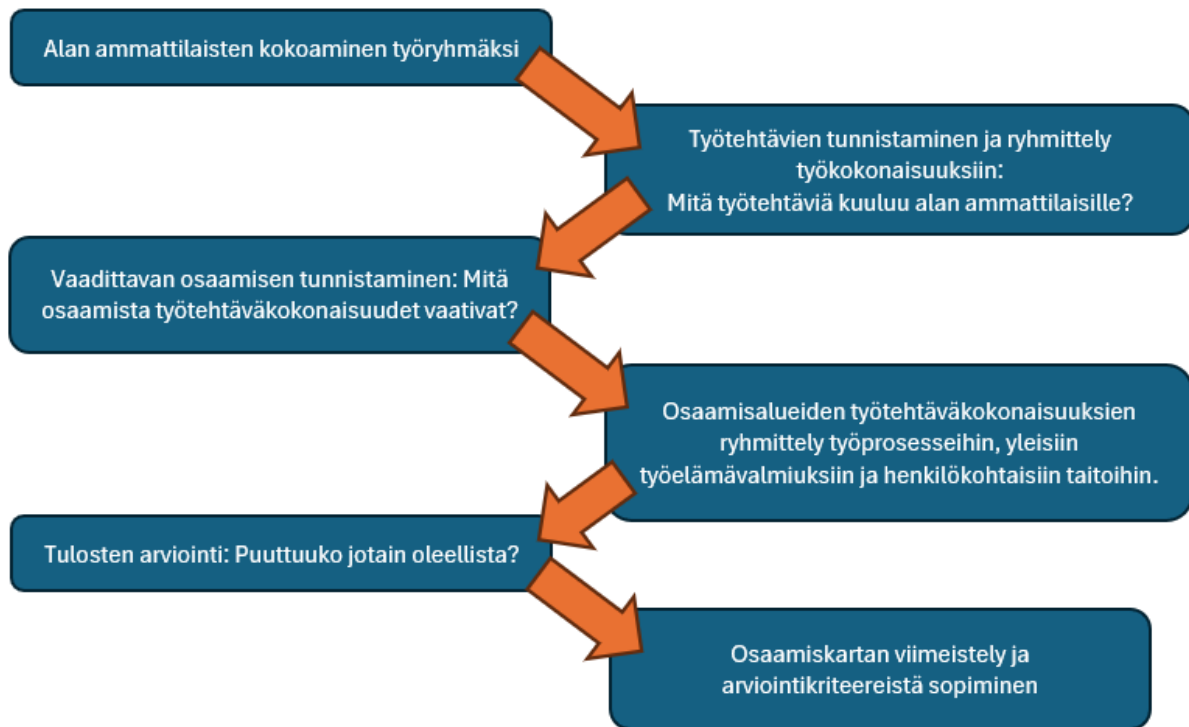 Alan ammattilaisten kokoaminen työryhmäksi
Työtehtävien tunnistaminen ja ryhmittely
työkokonaisuuksiin:
Mitä työtehtäviä kuuluu alan ammattilaisille?
Vaadittavan osaamisen tunnistaminen: Mitä
osaamista työtehtäväkokonaisuudet vaativat?
Osaamisalueiden työtehtäväkokonaisuuksien
ryhmittely työprosesseihin, yleisiin
työelämävalmiuksiin ja henkilökohtaisiin taitoihin.
Tulosten arviointi: Puuttuuko jotain oleellista?
Osaamiskartan viimeistely ja
arviointikriteereistä sopiminen